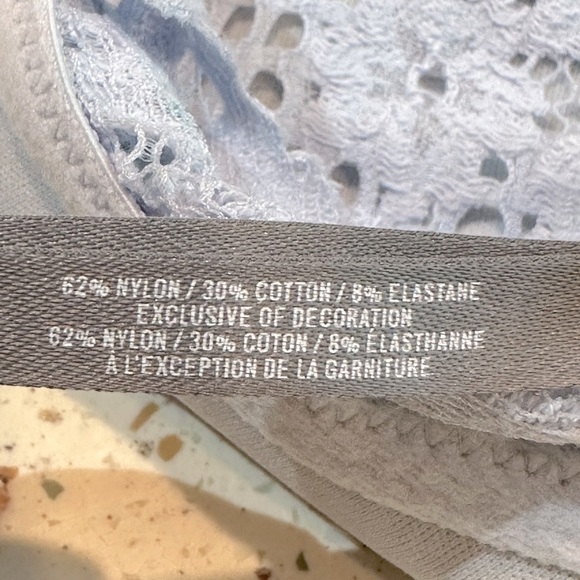 62% NYLON / 30% COTTON / 8% ELASTANE
EXCLUSIVE OF DECORATION
62% NYLON / 30% COTON / 8% ÉLASTHANNE
À L'EXCEPTION DE LA GARNITURE